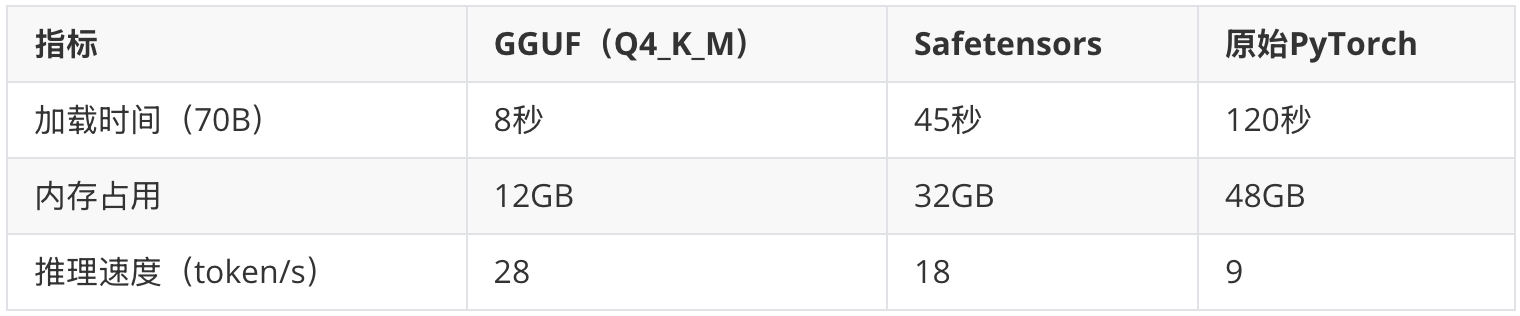 指标 GGUF（Q4_K_M） Safetensors 原始PyTorch
加载时间（70B） 8秒 45秒 120秒
内存占用 12GB 32GB 48GB
推理速度（token/s） 28 18 9